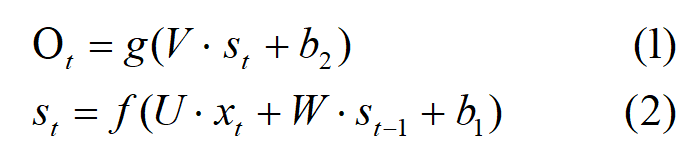 O_t = g(V · s_t + b_2) (1)
s_t = f(U · x_t + W · s_{t-1} + b_1) (2)